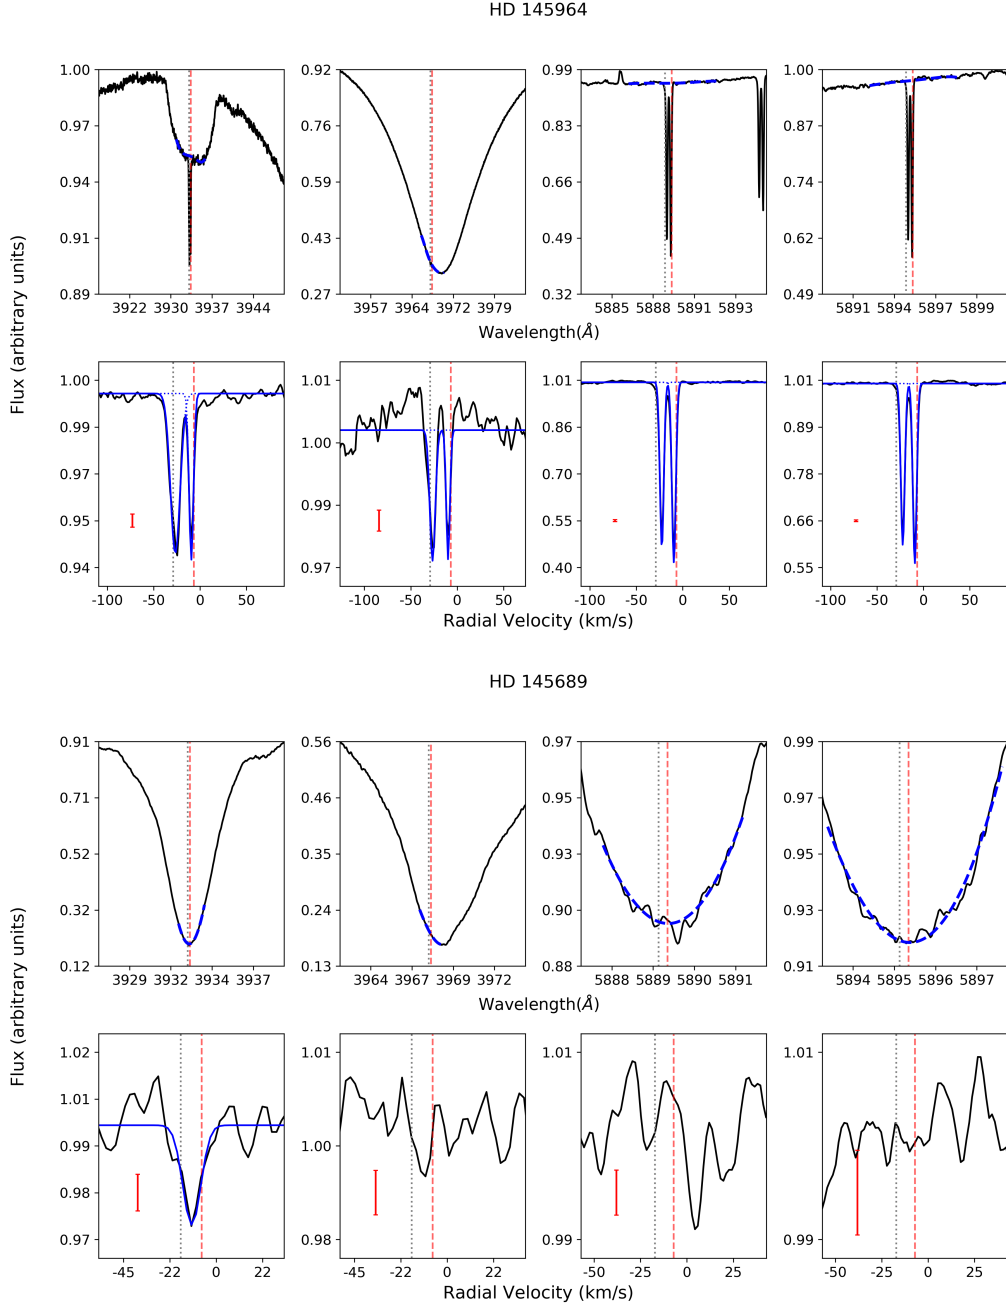 HD 145964
Flux (arbitrary units)
1.00 0.97 0.94 0.91 0.89
3922 3930 3937 3944
0.92 0.76 0.59 0.43 0.27
3957 3964 3972 3979
0.99 0.83 0.66 0.49 0.32
5885 5888 5891 5893
1.00 0.87 0.74 0.62 0.49
5891 5894 5897 5899
Wavelength(Å)
1.00 0.99 0.97 0.95 0.94
-100 -50 0 50
1.01 1.00 0.99 0.97
-100 -50 0 50
1.01 0.86 0.70 0.55 0.40
-100 -50 0 50
1.01 0.89 0.78 0.66 0.55
-100 -50 0 50
Radial Velocity (km/s)
HD 145689
Flux (arbitrary units)
0.91 0.71 0.52 0.32 0.12
3929 3932 3934 3937
0.56 0.46 0.35 0.24 0.13
3964 3967 3969 3972
0.97 0.95 0.93 0.90 0.88
5888 5889 5890 5891
0.99 0.97 0.95 0.93 0.91
5894 5895 5896 5897
Wavelength(Å)
1.02 1.01 0.99 0.98 0.97
-45 -22 0 22
1.01 1.00 0.98
-45 -22 0 22
1.01 0.99
-50 -25 0 25
1.01 0.99
-50 -25 0 25
Radial Velocity (km/s)